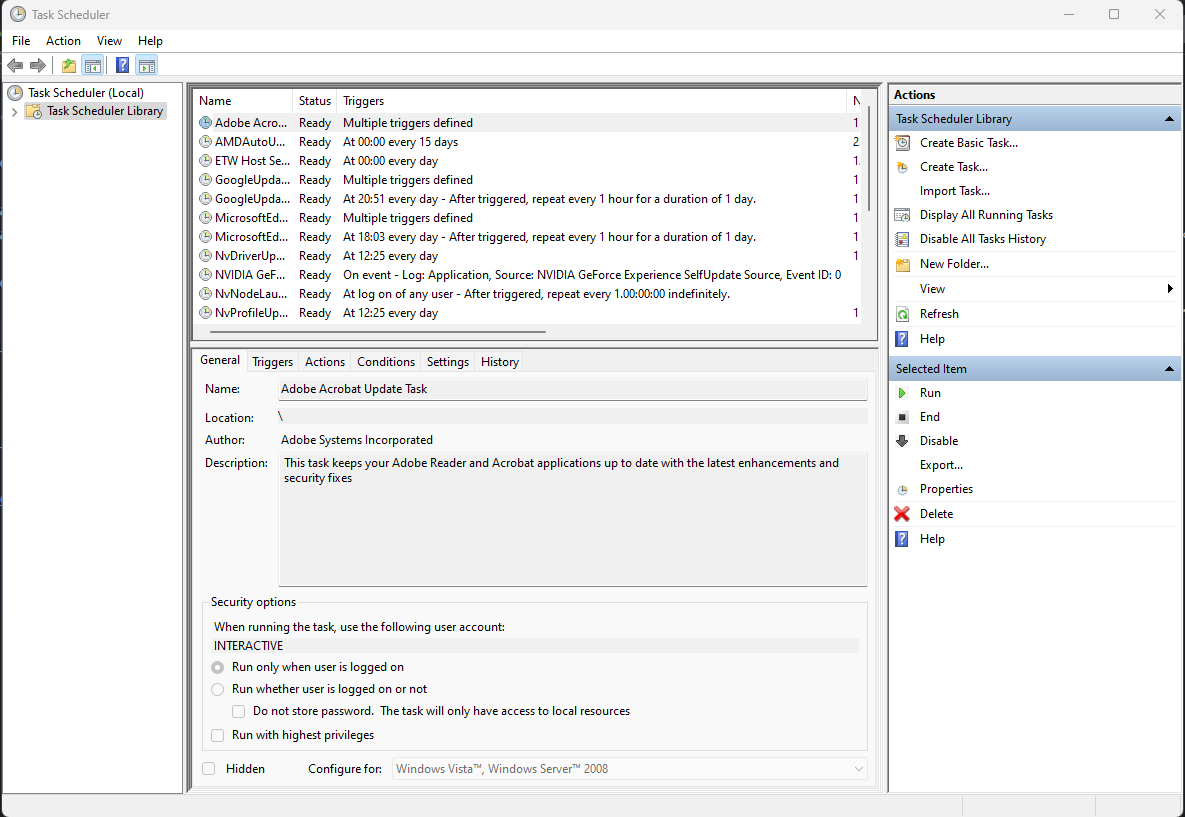 Task Scheduler
File Action View Help
Task Scheduler (Local)
Task Scheduler Library
Name Status Triggers N
Adobe Acro... Ready Multiple triggers defined 1
AMDAutoU... Ready At 00:00 every 15 days 2
ETW Host Se... Ready At 00:00 every day 1
GoogleUpda... Ready Multiple triggers defined 1
GoogleUpda... Ready At 20:51 every day - After triggered, repeat every 1 hour for a duration of 1 day. 1
MicrosoftEd... Ready Multiple triggers defined 1
MicrosoftEd... Ready At 18:03 every day - After triggered, repeat every 1 hour for a duration of 1 day. 1
NvDriverUp... Ready At 12:25 every day 1
NVIDIA GeF... Ready On event - Log: Application, Source: NVIDIA GeForce Experience SelfUpdate Source, Event ID: 0
NvNodeLau... Ready At log on of any user - After triggered, repeat every 1.00:00:00 indefinitely.
NvProfileUp... Ready At 12:25 every day 1
General Triggers Actions Conditions Settings History
Name: Adobe Acrobat Update Task
Location: \
Author: Adobe Systems Incorporated
Description: This task keeps your Adobe Reader and Acrobat applications up to date with the latest enhancements and
security fixes
Security options
When running the task, use the following user account:
INTERACTIVE
Run only when user is logged on
Run whether user is logged on or not
Do not store password. The task will only have access to local resources
Run with highest privileges
Hidden Configure for: Windows Vista™, Windows Server™ 2008
Actions
Task Scheduler Library
Create Basic Task...
Create Task...
Import Task...
Display All Running Tasks
Disable All Tasks History
New Folder...
View
Refresh
Help
Selected Item
Run
End
Disable
Export...
Properties
Delete
Help